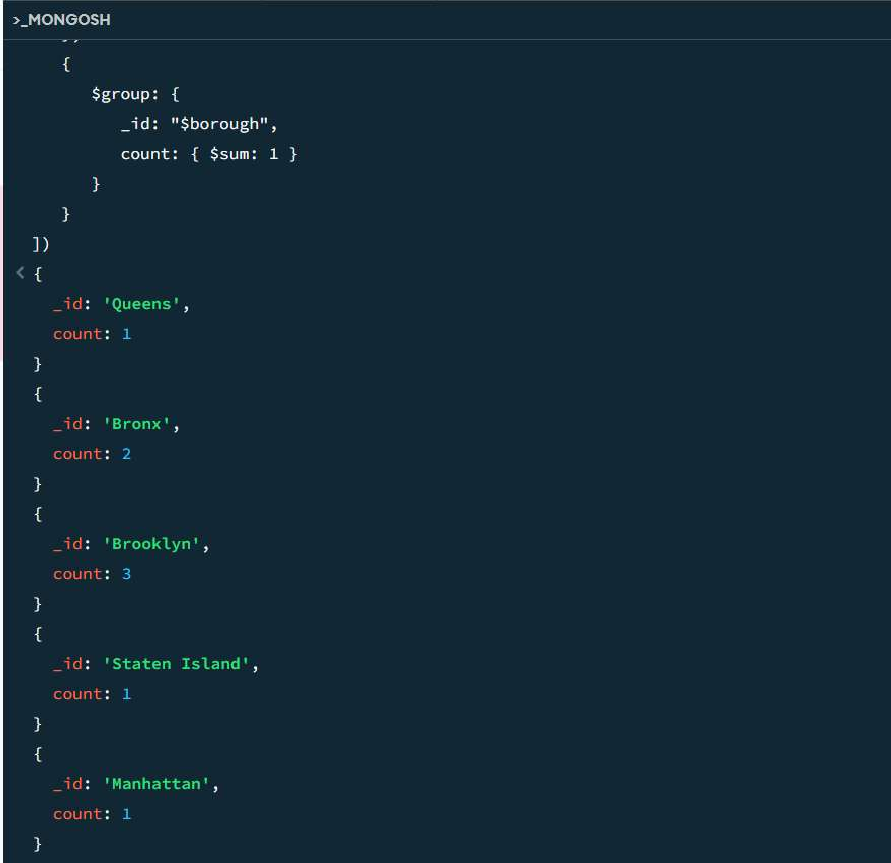 >_MONGOSH
{
$group: {
_id: "$borough",
count: { $sum: 1 }
}
}
])
< {
_id: 'Queens',
count: 1
}
{
_id: 'Bronx',
count: 2
}
{
_id: 'Brooklyn',
count: 3
}
{
_id: 'Staten Island',
count: 1
}
{
_id: 'Manhattan',
count: 1
}